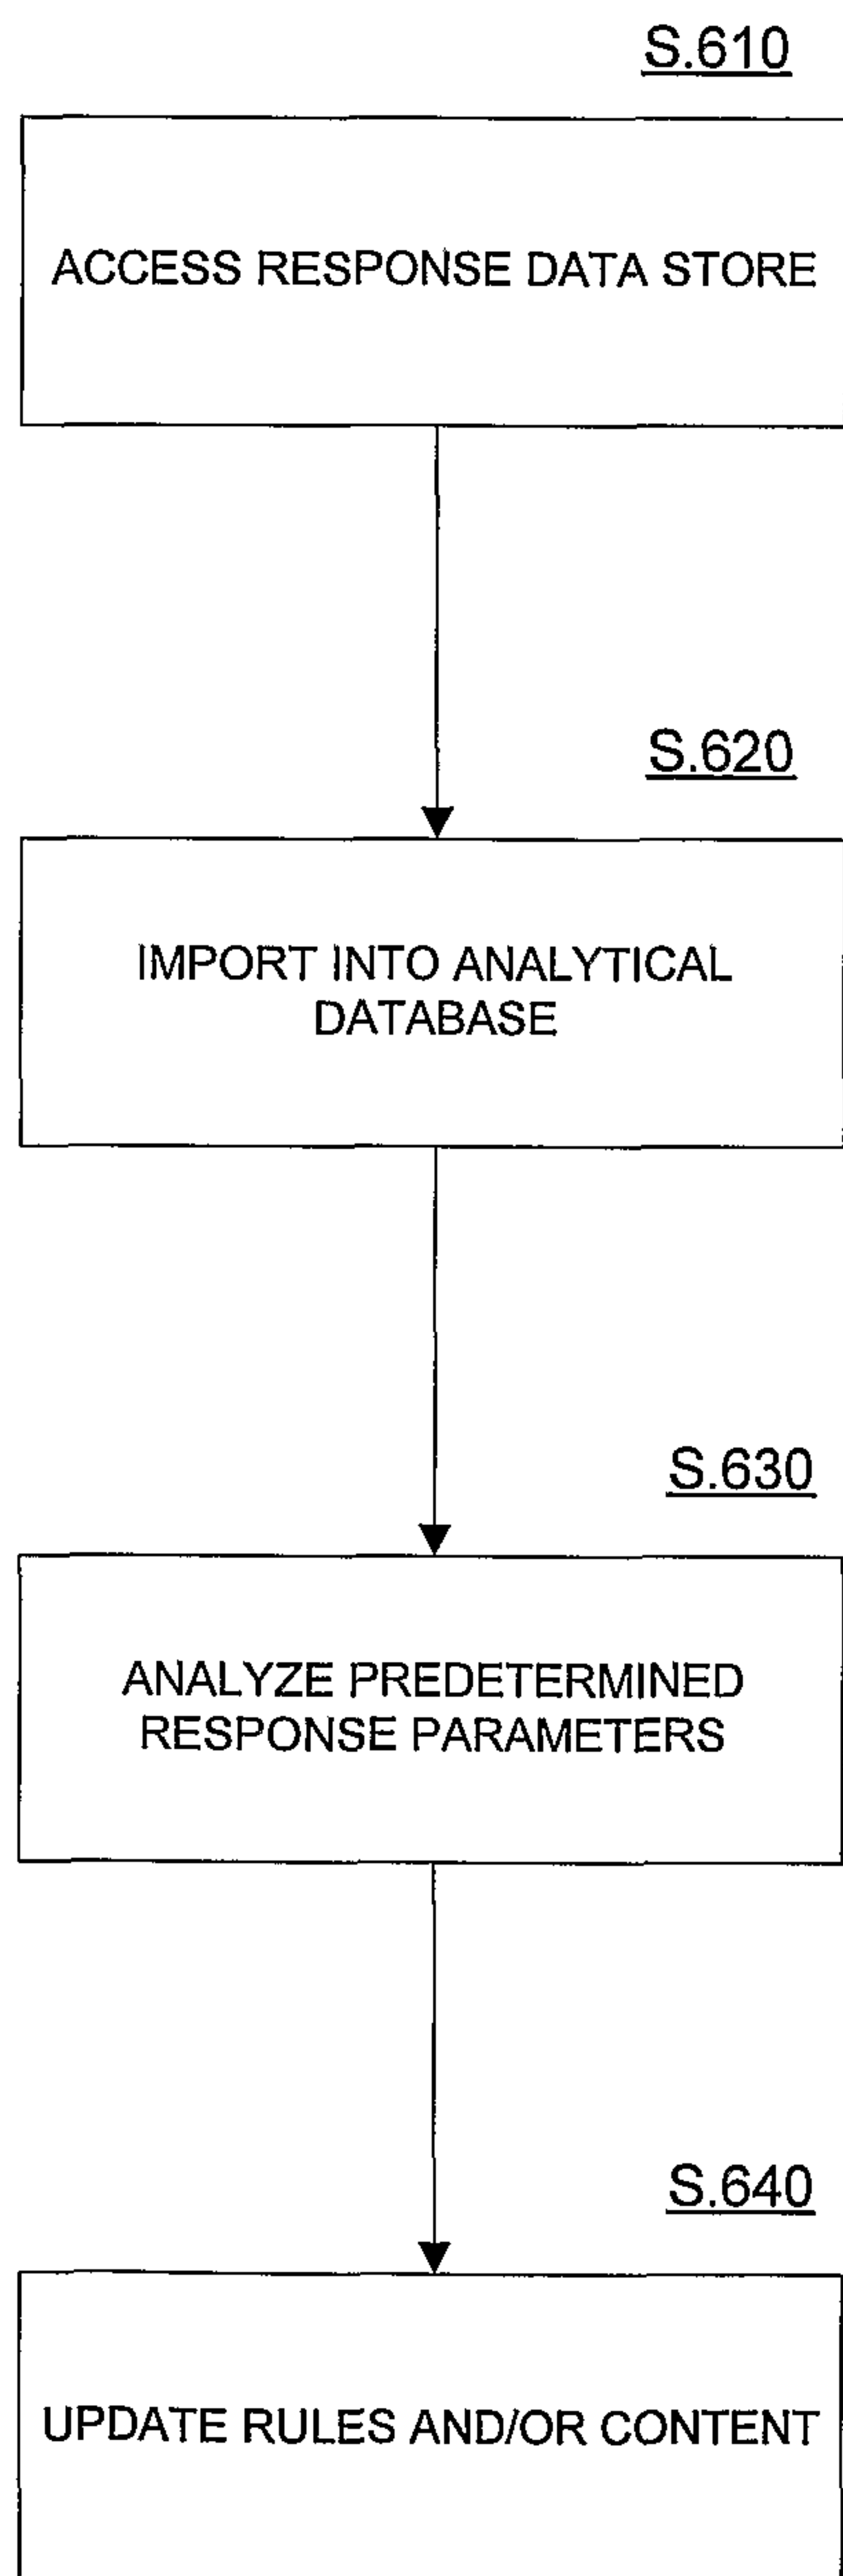 S.610
ACCESS RESPONSE DATA STORE
S.620
IMPORT INTO ANALYTICAL
DATABASE
S.630
ANALYZE PREDETERMINED
RESPONSE PARAMETERS
S.640
UPDATE RULES AND/OR CONTENT